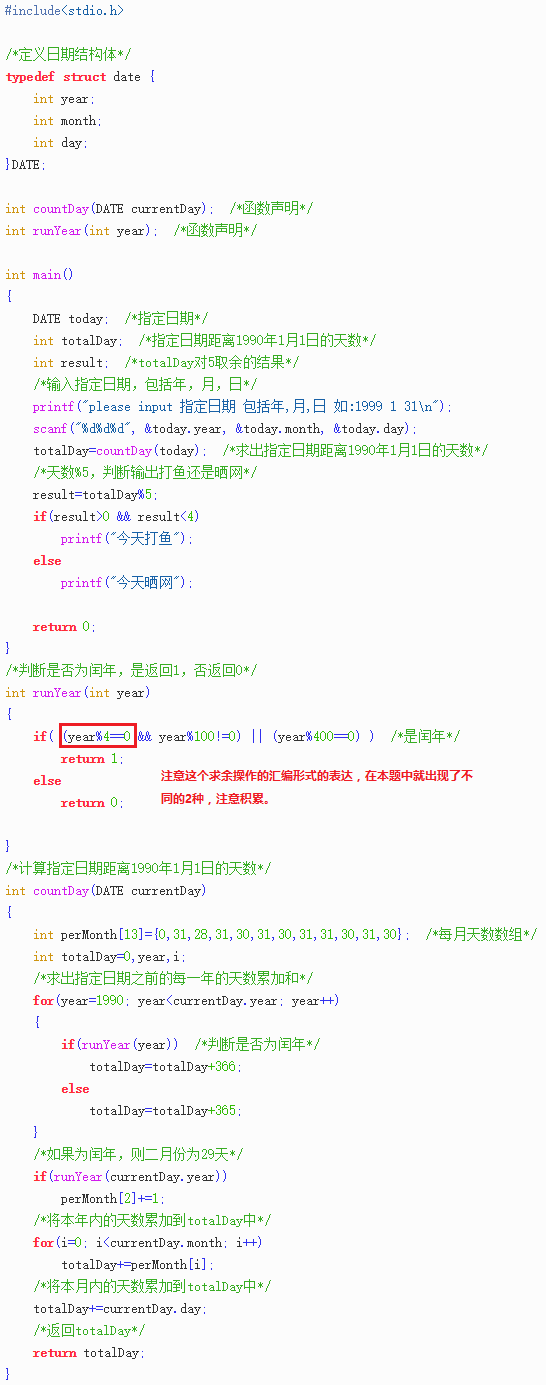 #include<stdio.h>
/*定义日期结构体*/
typedef struct date {
    int year;
    int month;
    int day;
}DATE;
int countDay(DATE currentDay);  /*函数声明*/
int runYear(int year);  /*函数声明*/
int main()
{
    DATE today;  /*指定日期*/
    int totalDay;  /*指定日期距离1990年1月1日的天数*/
    int result;  /*totalDay对5取余的结果*/
    /*输入指定日期，包括年，月，日*/
    printf("please input 指定日期 包括年,月,日 如:1999 1 31\n");
    scanf("%d%d%d", &today.year, &today.month, &today.day);
    totalDay=countDay(today);  /*求出指定日期距离1990年1月1日的天数*/
    /*天数%5，判断输出打鱼还是晒网*/
    result=totalDay%5;
    if(result>0 && result<4)
        printf("今天打鱼");
    else
        printf("今天晒网");
    return 0;
}
/*判断是否为闰年，是返回1，否返回0*/
int runYear(int year)
{
    if( (year%4==0 && year%100!=0) || (year%400==0) )  /*是闰年*/
        return 1;
    else
        return 0;
注意这个求余操作的汇编形式的表达，在本题中就出现了不
同的2种，注意积累。
}
/*计算指定日期距离1990年1月1日的天数*/
int countDay(DATE currentDay)
{
    int perMonth[13]={0,31,28,31,30,31,30,31,31,30,31,30};  /*每月天数数组*/
    int totalDay=0,year,i;
    /*求出指定日期之前的每一年的天数累加和*/
    for(year=1990; year<currentDay.year; year++)
    {
        if(runYear(year))  /*判断是否为闰年*/
            totalDay=totalDay+366;
        else
            totalDay=totalDay+365;
    }
    /*如果为闰年，则二月份为29天*/
    if(runYear(currentDay.year))
        perMonth[2]+=1;
    /*将本年内的天数累加到totalDay中*/
    for(i=0; i<currentDay.month; i++)
        totalDay+=perMonth[i];
    /*将本月内的天数累加到totalDay中*/
    totalDay+=currentDay.day;
    /*返回totalDay*/
    return totalDay;
}